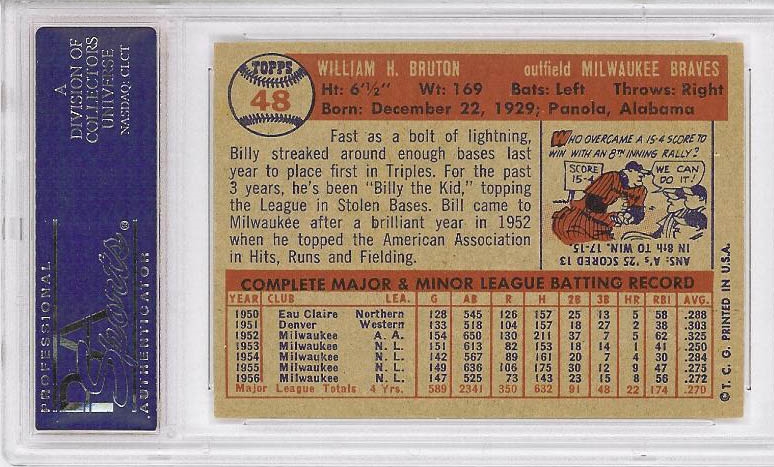 A
DIVISION OF
COLLECTORS
UNIVERSE
NASDAQ: CLCT
PSA
Sports®
PROFESSIONAL
AUTHENTICATOR
TOPPS
48
WILLIAM H. BRUTON outfield MILWAUKEE BRAVES
Ht: 6'½" Wt: 169 Bats: Left Throws: Right
Born: December 22, 1929; Panola, Alabama
Fast as a bolt of lightning,
Billy streaked around enough bases last
year to place first in Triples. For the past
3 years, he's been "Billy the Kid," topping
the League in Stolen Bases. Bill came to
Milwaukee after a brilliant year in 1952
when he topped the American Association
in Hits, Runs and Fielding.
WHO OVERCAME A 15-4 SCORE TO
WIN WITH AN 8TH INNING RALLY?
SCORE
15-4
WE CAN
DO IT!
ANS: A's, '25 SCORED 13
IN 8th TO WIN. 17-15.
COMPLETE MAJOR & MINOR LEAGUE BATTING RECORD
YEAR CLUB LEA. G AB R H 2B 3B HR RBI AVG.
1950 Eau Claire Northern 128 545 126 157 25 13 5 58 .288
1951 Denver Western 133 518 104 157 18 27 2 38 .303
1952 Milwaukee A. A. 154 650 130 211 37 5 5 62 .325
1953 Milwaukee N. L. 151 613 82 153 18 14 1 41 .250
1954 Milwaukee N. L. 142 567 89 161 20 7 4 30 .284
1955 Milwaukee N. L. 149 636 106 175 30 12 9 47 .275
1956 Milwaukee N. L. 147 525 73 143 23 15 8 56 .272
Major League Totals 4 Yrs. 589 2341 350 632 91 48 22 174 .270
© T. C. G. PRINTED IN U.S.A.